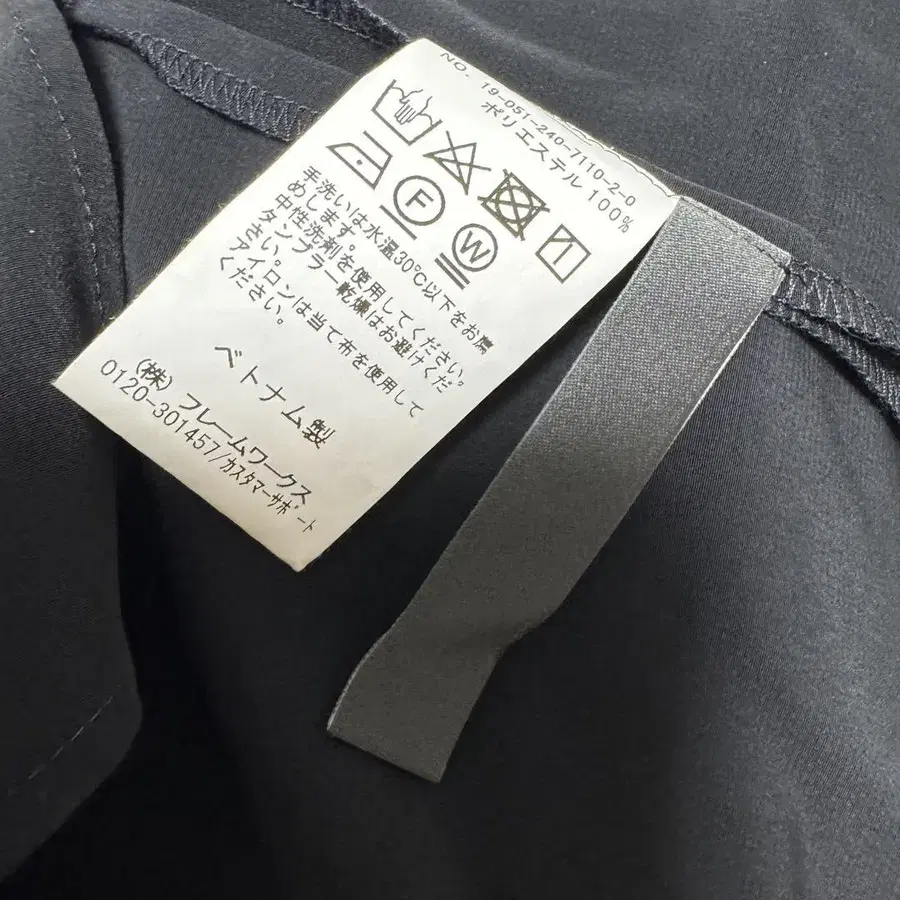 NO. 19-051-240-7110-2-0
ポリエステル 100%
F
W
手洗いは水温30℃以下をお薦
めします。
中性洗剤を使用してください。
タンブラー乾燥はお避けくだ
さい。
アイロンは当て布を使用して
ください。
ベトナム製
(株)フレームワークス
0120-301457/カスタマーサポート